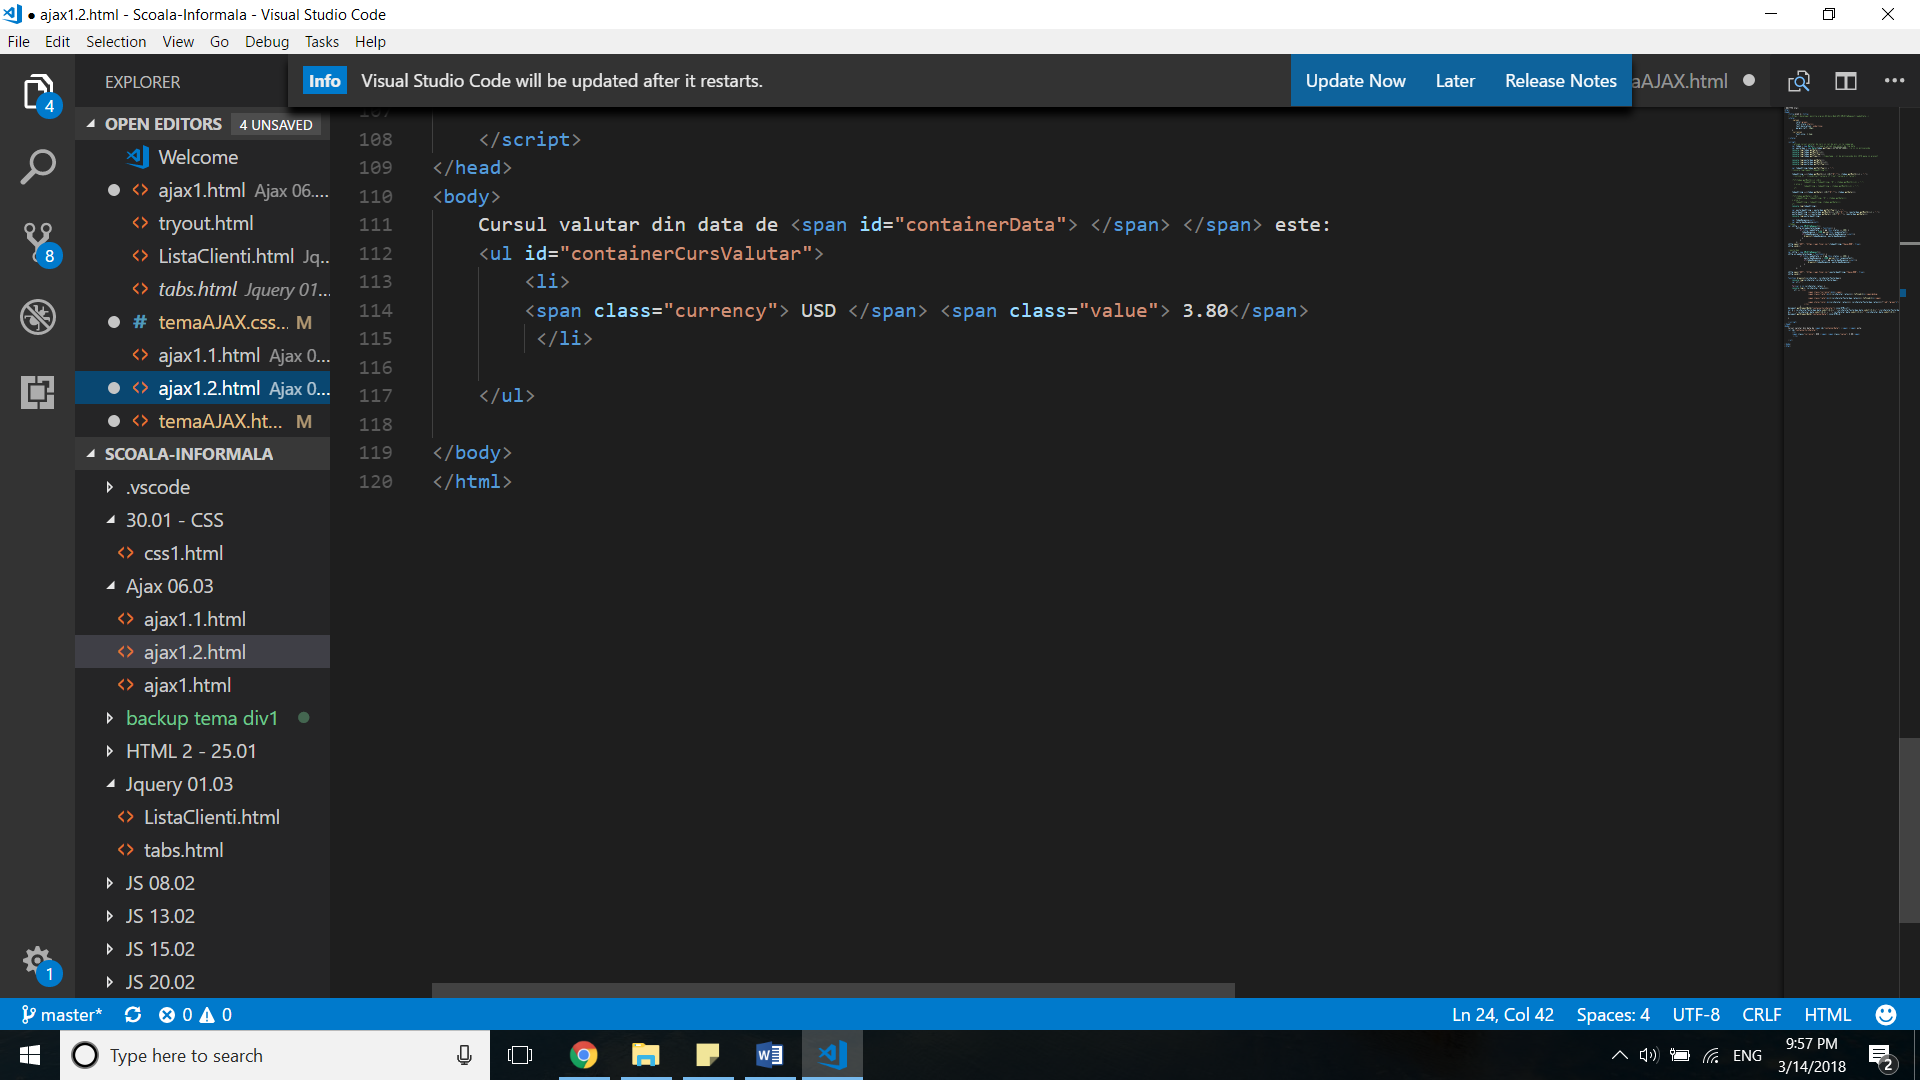 ● ajax1.2.html - Scoala-Informala - Visual Studio Code
File Edit Selection View Go Debug Tasks Help
EXPLORER
Info Visual Studio Code will be updated after it restarts. Update Now Later Release Notes
aAJAX.html ●
OPEN EDITORS 4 UNSAVED
Welcome
ajax1.html Ajax 06....
tryout.html
ListaClienti.html Jq..
tabs.html Jquery 01...
# temaAJAX.css... M
ajax1.1.html Ajax 0...
ajax1.2.html Ajax 0...
temaAJAX.ht... M
SCOALA-INFORMALA
.vscode
30.01 - CSS
css1.html
Ajax 06.03
ajax1.1.html
ajax1.2.html
ajax1.html
backup tema div1
HTML 2 - 25.01
Jquery 01.03
ListaClienti.html
tabs.html
JS 08.02
JS 13.02
JS 15.02
JS 20.02
4
8
1
107
108 </script>
109 </head>
110 <body>
111 Cursul valutar din data de <span id="containerData"> </span> </span> este:
112 <ul id="containerCursValutar">
113 <li>
114 <span class="currency"> USD </span> <span class="value"> 3.80</span>
115 </li>
116
117 </ul>
118
119 </body>
120 </html>
master* 0 0
Ln 24, Col 42 Spaces: 4 UTF-8 CRLF HTML
Type here to search
ENG
9:57 PM
3/14/2018
2